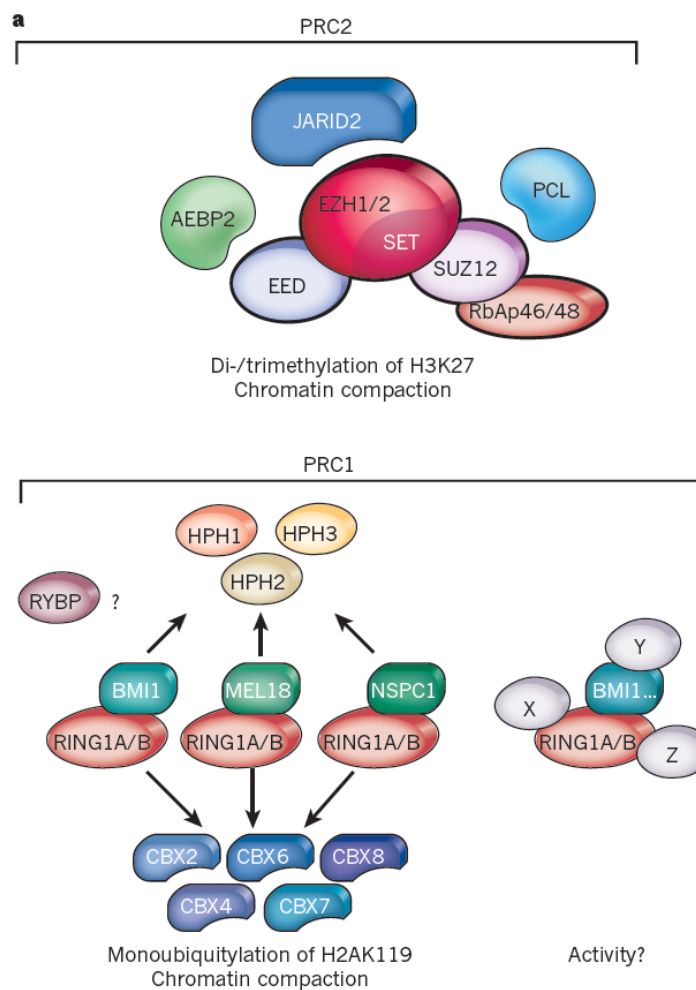 a
PRC2
JARID2
PCL
AEBP2
EZH1/2
SET
SUZ12
EED
RbAp46/48
Di-/trimethylation of H3K27
Chromatin compaction
PRC1
HPH1
HPH3
HPH2
RYBP
?
Y
BMI1
MEL18
NSPC1
BMI1...
X
RING1A/B
RING1A/B
RING1A/B
RING1A/B
Z
CBX2
CBX6
CBX8
CBX4
CBX7
Monoubiquitylation of H2AK119
Chromatin compaction
Activity?